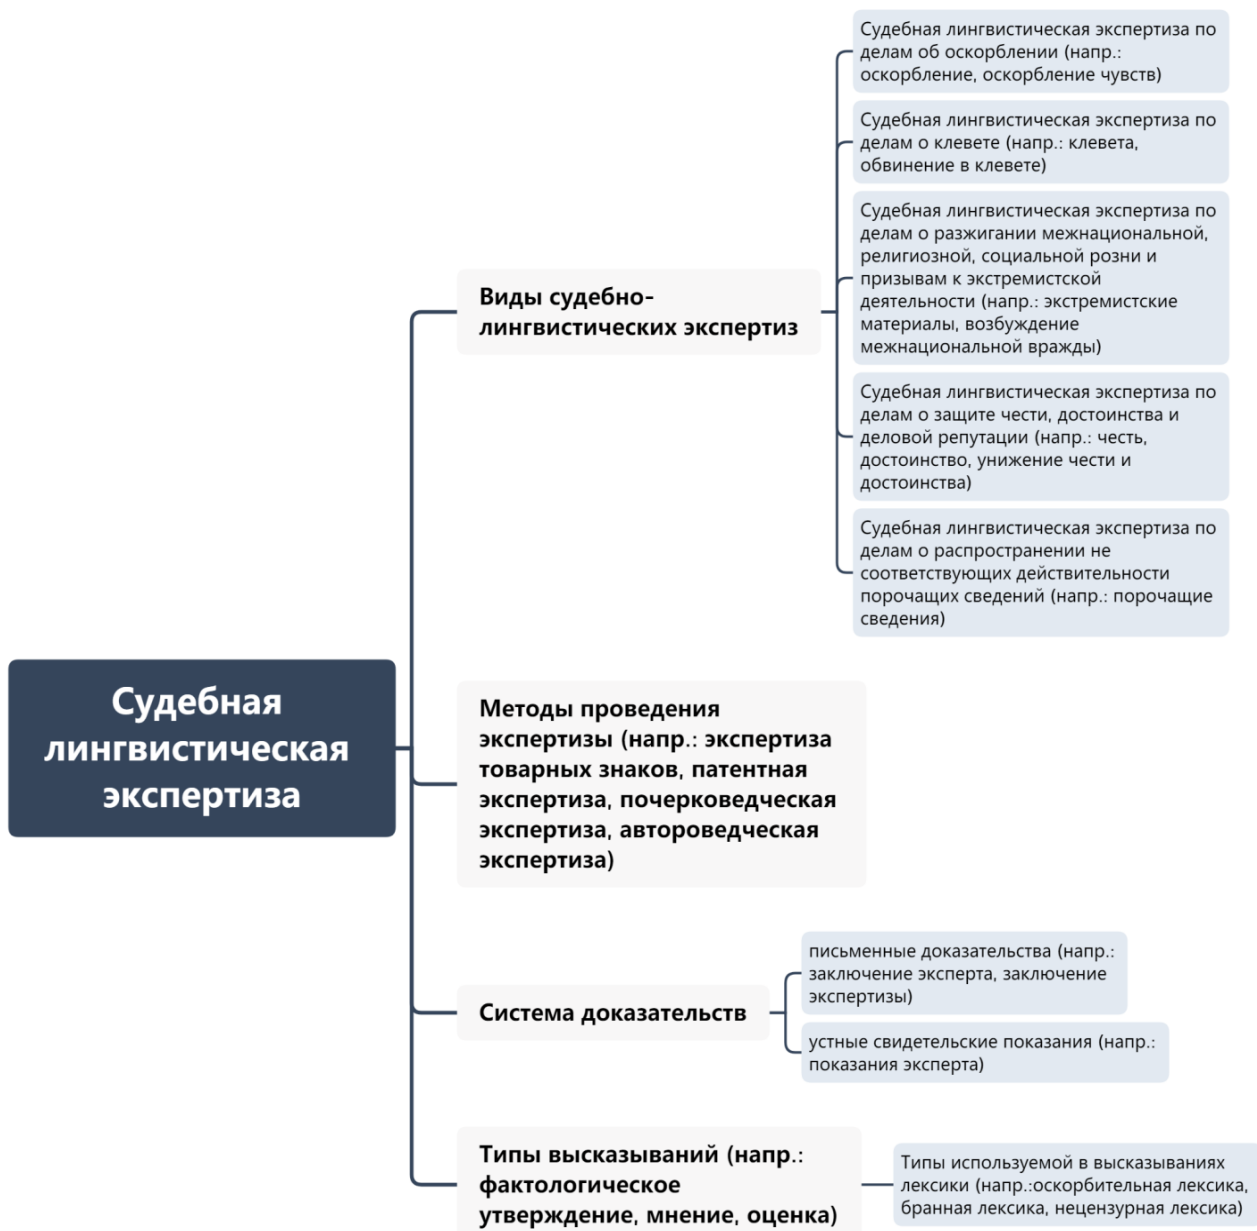 Судебная
лингвистическая
экспертиза
Виды судебно-
лингвистических экспертиз
Судебная лингвистическая экспертиза по
делам об оскорблении (напр.:
оскорбление, оскорбление чувств)
Судебная лингвистическая экспертиза по
делам о клевете (напр.: клевета,
обвинение в клевете)
Судебная лингвистическая экспертиза по
делам о разжигании межнациональной,
религиозной, социальной розни и
призывам к экстремистской
деятельности (напр.: экстремистские
материалы, возбуждение
межнациональной вражды)
Судебная лингвистическая экспертиза по
делам о защите чести, достоинства и
деловой репутации (напр.: честь,
достоинство, унижение чести и
достоинства)
Судебная лингвистическая экспертиза по
делам о распространении не
соответствующих действительности
порочащих сведений (напр.: порочащие
сведения)
Методы проведения
экспертизы (напр.: экспертиза
товарных знаков, патентная
экспертиза, почерковедческая
экспертиза, автороведческая
экспертиза)
Система доказательств
письменные доказательства (напр.:
заключение эксперта, заключение
экспертизы)
устные свидетельские показания (напр.:
показания эксперта)
Типы высказываний (напр.:
фактологическое
утверждение, мнение, оценка)
Типы используемой в высказываниях
лексики (напр.:оскорбительная лексика,
бранная лексика, нецензурная лексика)